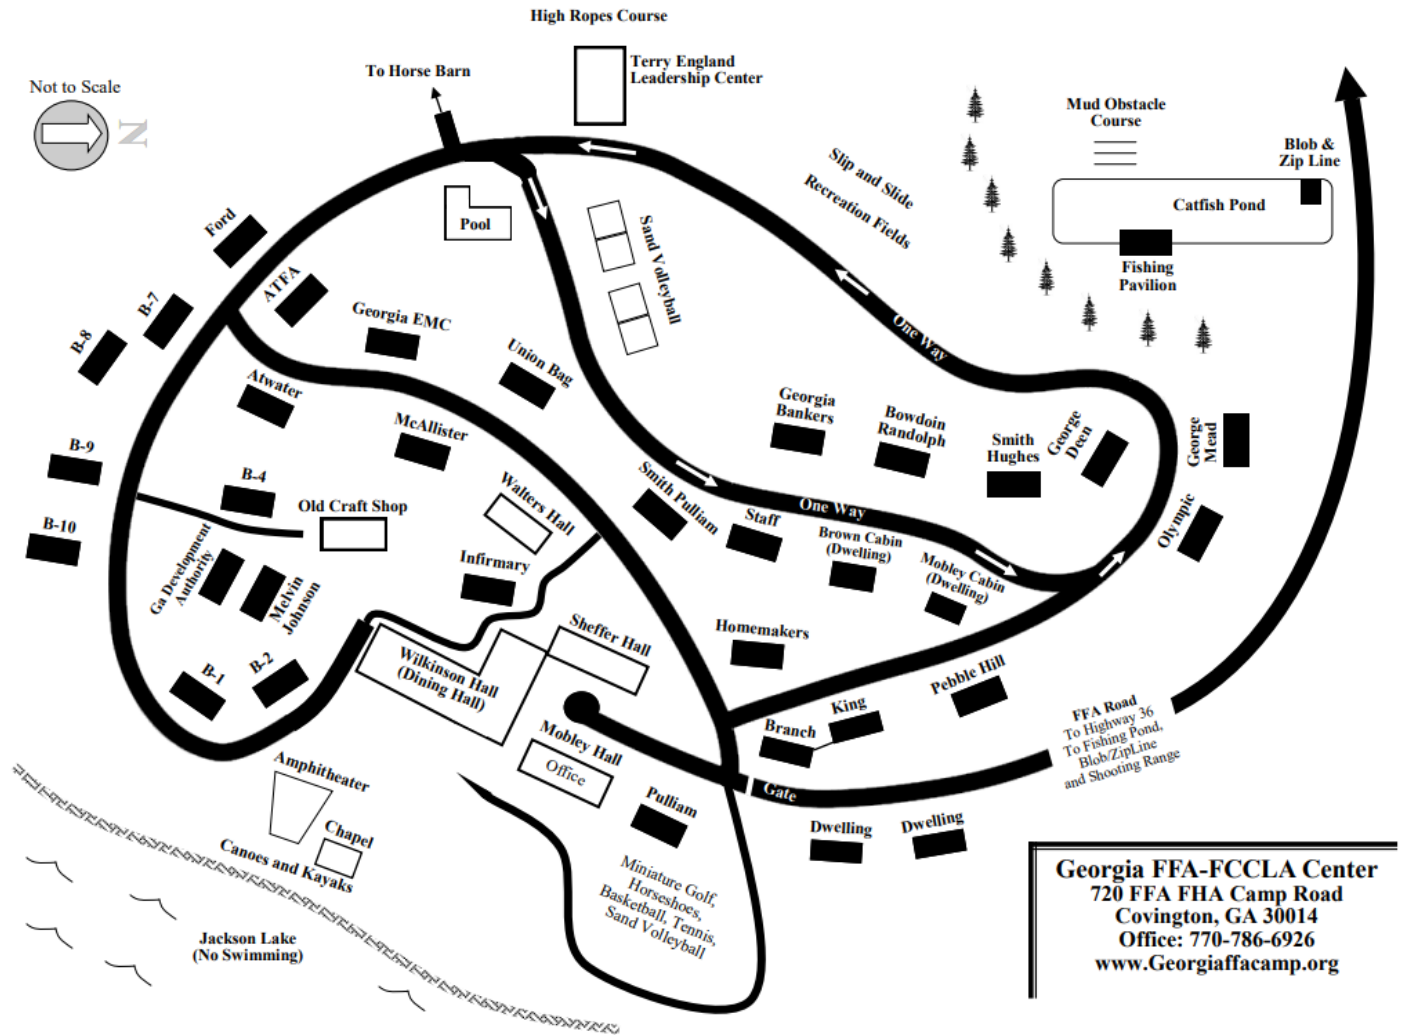 High Ropes Course
Terry England
Leadership Center
To Horse Barn
Not to Scale
N
Mud Obstacle
Course
Blob &
Zip Line
Catfish Pond
Fishing
Pavilion
Slip and Slide
Recreation Fields
Pool
Sand Volleyball
Ford
ATFA
Georgia EMC
Union Bag
B-7
B-8
Atwater
McAllister
One Way
Georgia
Bankers
Bowdoin
Randolph
Smith
Hughes
George
Deen
George
Mead
Olympic
B-9
B-4
B-10
Old Craft Shop
Walters Hall
Smith Pulliam
Staff
One Way
Brown Cabin
(Dwelling)
Mobley Cabin
(Dwelling)
Infirmary
Ga Development
Authority
Melvin
Johnson
B-1
B-2
Wilkinson Hall
(Dining Hall)
Sheffer Hall
Homemakers
Pebble Hill
King
Branch
FFA Road
To Highway 36
To Fishing Pond,
Blob/ZipLine
and Shooting Range
Mobley Hall
Office
Gate
Pulliam
Dwelling
Dwelling
Amphitheater
Chapel
Canoes and Kayaks
Miniature Golf,
Horseshoes,
Basketball, Tennis,
Sand Volleyball
Jackson Lake
(No Swimming)
Georgia FFA-FCCLA Center
720 FFA FHA Camp Road
Covington, GA 30014
Office: 770-786-6926
www.Georgiaffacamp.org